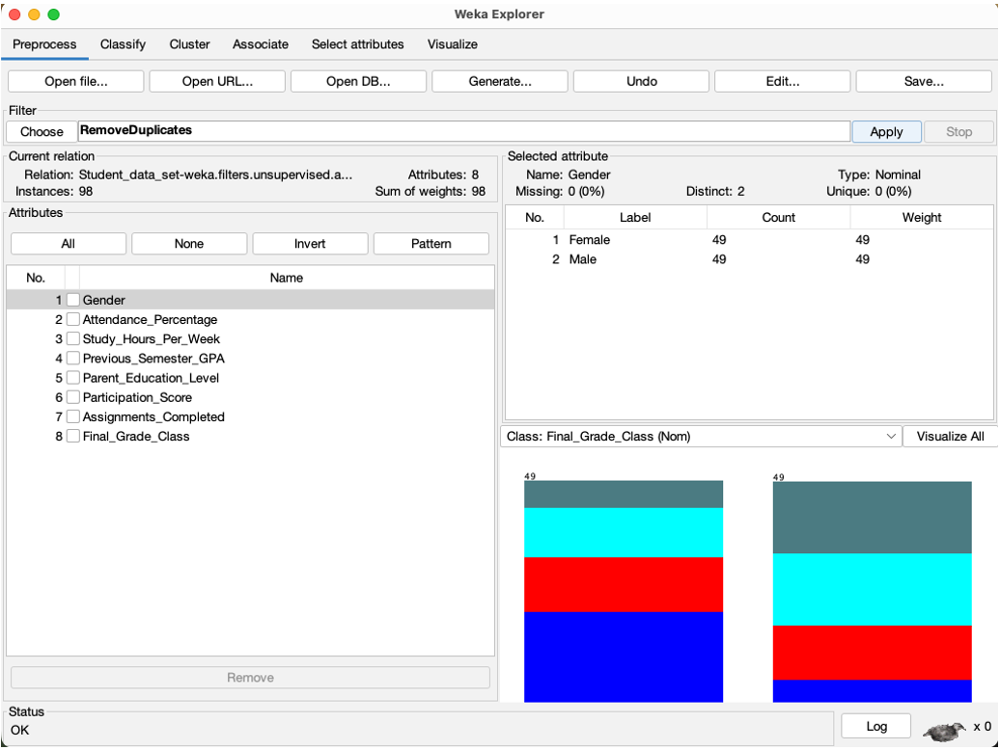 Weka Explorer
Preprocess Classify Cluster Associate Select attributes Visualize
Open file... Open URL... Open DB... Generate... Undo Edit... Save...
Filter
Choose RemoveDuplicates Apply Stop
Current relation
Relation: Student_data_set-weka.filters.unsupervised.a... Attributes: 8
Instances: 98 Sum of weights: 98
Attributes
All None Invert Pattern
No. Name
1 Gender
2 Attendance_Percentage
3 Study_Hours_Per_Week
4 Previous_Semester_GPA
5 Parent_Education_Level
6 Participation_Score
7 Assignments_Completed
8 Final_Grade_Class
Remove
Selected attribute
Name: Gender Type: Nominal
Missing: 0 (0%) Distinct: 2 Unique: 0 (0%)
No. Label Count Weight
1 Female 49 49
2 Male 49 49
Class: Final_Grade_Class (Nom) Visualize All
49 49
Status
OK
Log x 0